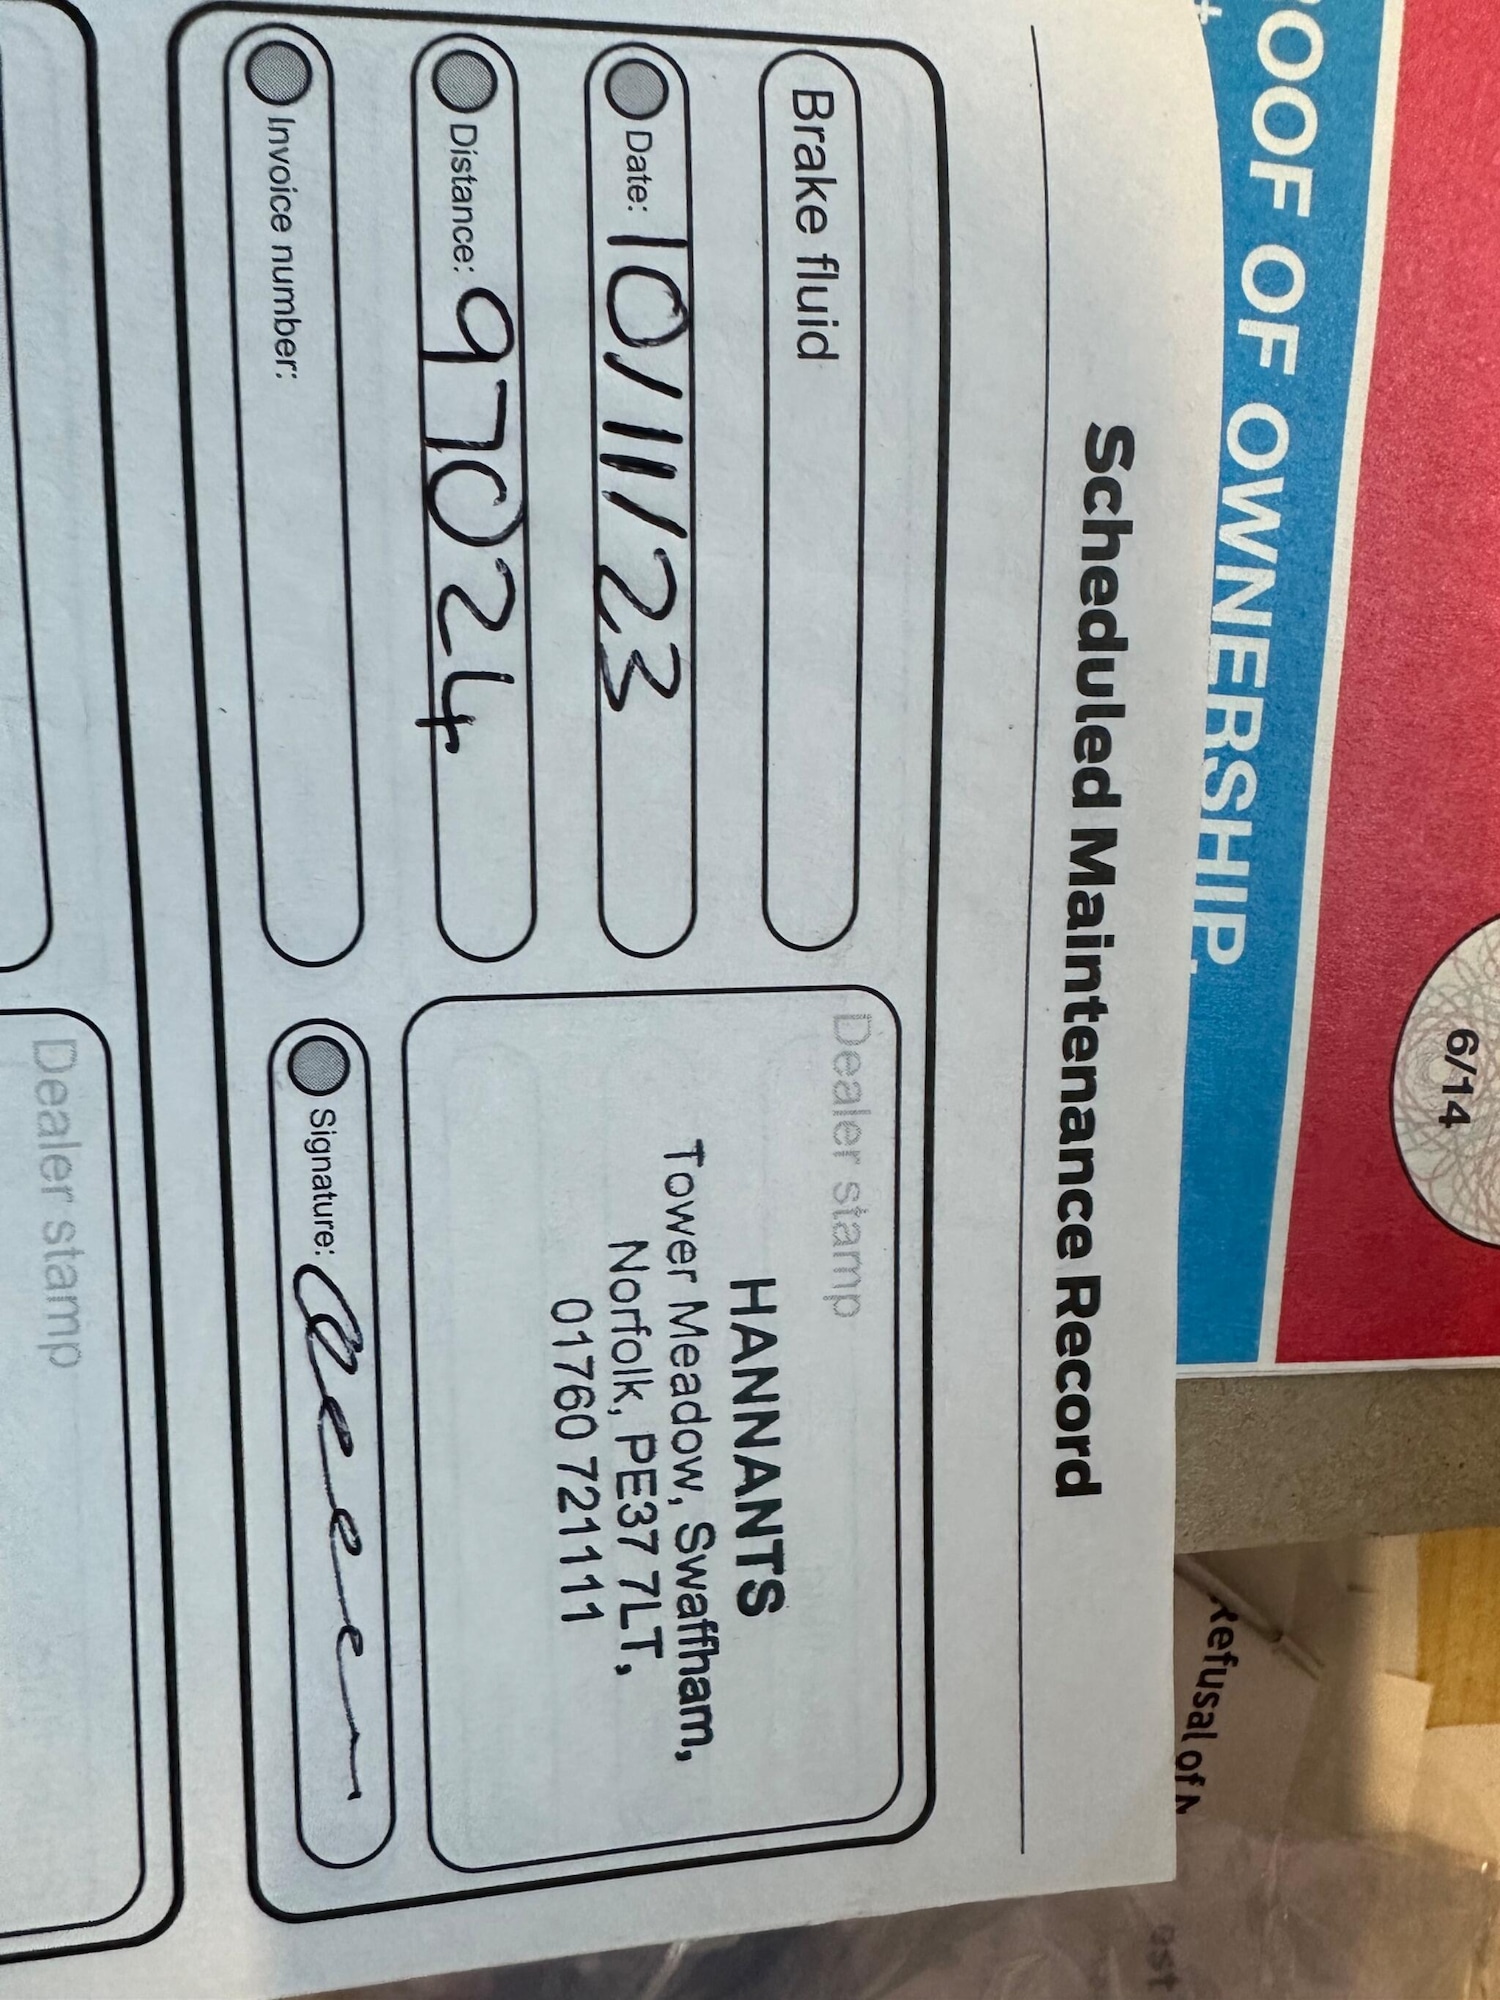 OOF OF OWNERSHIP.
6/14
Scheduled Maintenance Record
Brake fluid
Date: 10/11/23
Distance: 97024
Invoice number:
Dealer stamp
HANNANTS
Tower Meadow, Swaffham,
Norfolk, PE37 7LT,
01760 721111
Signature:
Dealer stamp
Refusal of